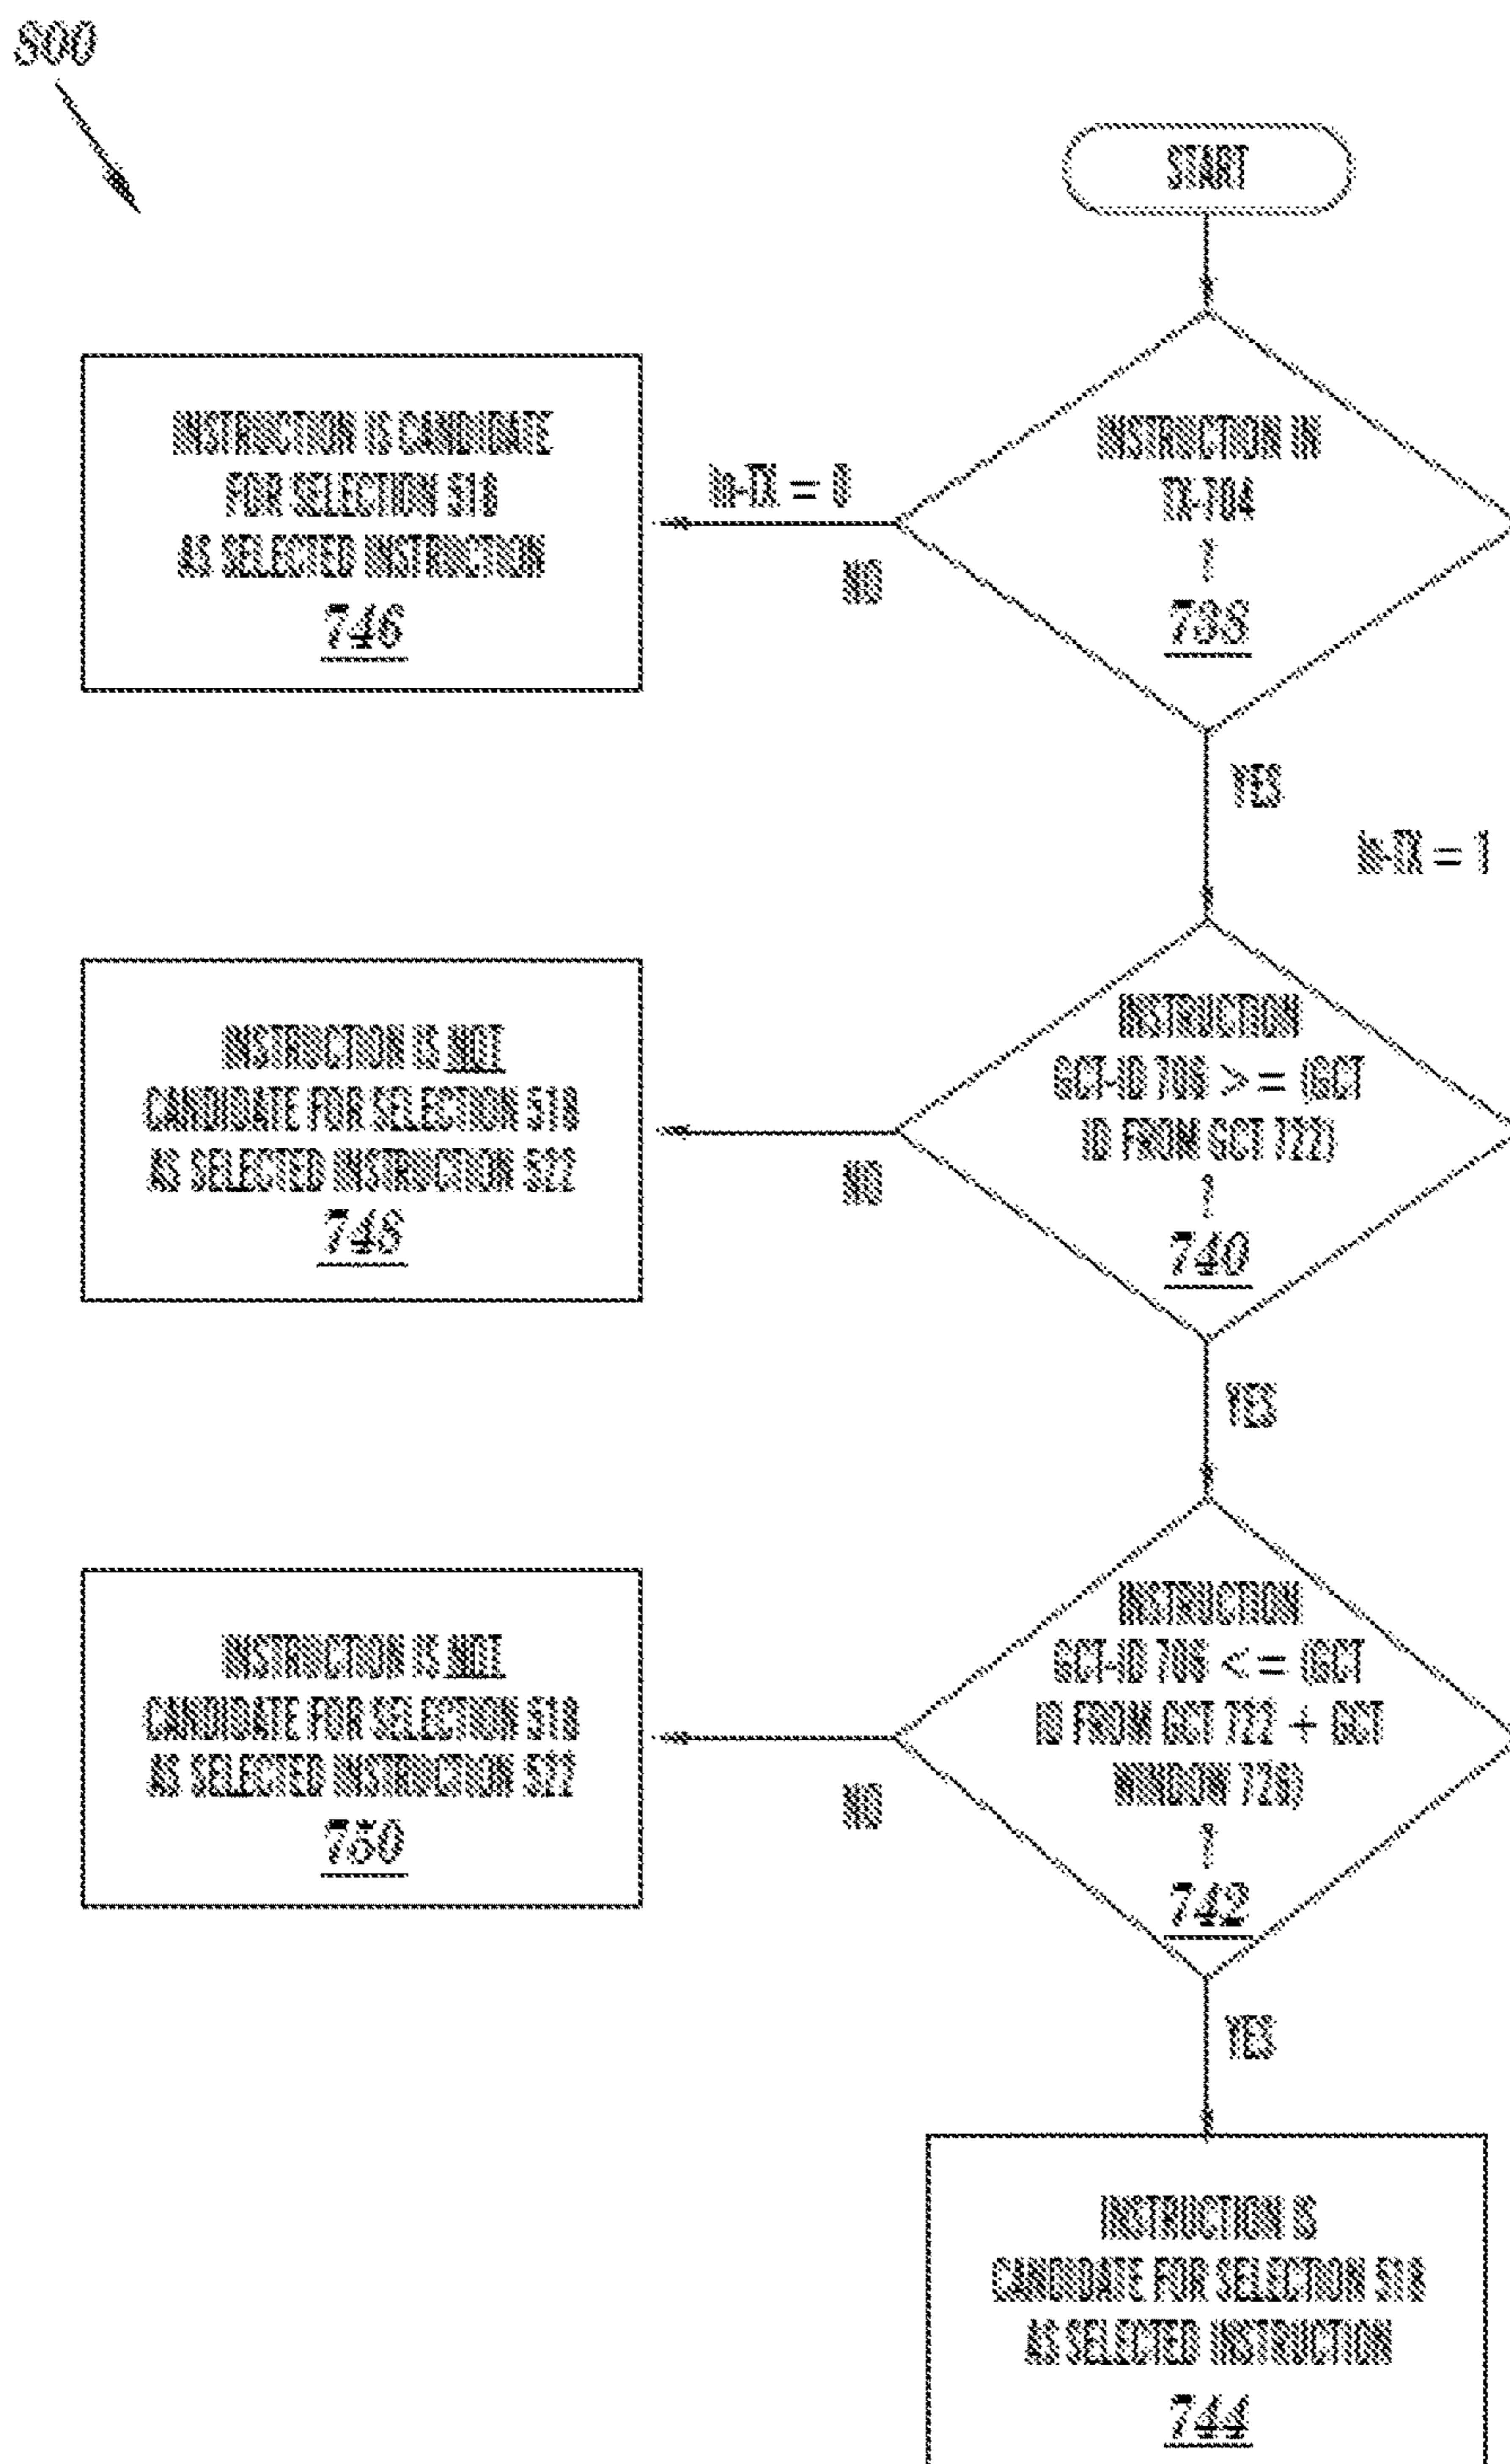 800
START
INSTRUCTION IN
TX-704
?
738
In-TX = 0
NO
INSTRUCTION IS CANDIDATE
FOR SELECTION 518
AS SELECTED INSTRUCTION
746
YES
In-TX = 1
INSTRUCTION
GCT-ID 706 >= (GCT
ID FROM GCT 722)
?
740
NO
INSTRUCTION IS NOT
CANDIDATE FOR SELECTION 518
AS SELECTED INSTRUCTION 522
748
YES
INSTRUCTION
GCT-ID 706 <= (GCT
ID FROM GCT 722 + GCT
WINDOW 726)
?
742
NO
INSTRUCTION IS NOT
CANDIDATE FOR SELECTION 518
AS SELECTED INSTRUCTION 522
750
YES
INSTRUCTION IS
CANDIDATE FOR SELECTION 518
AS SELECTED INSTRUCTION
744